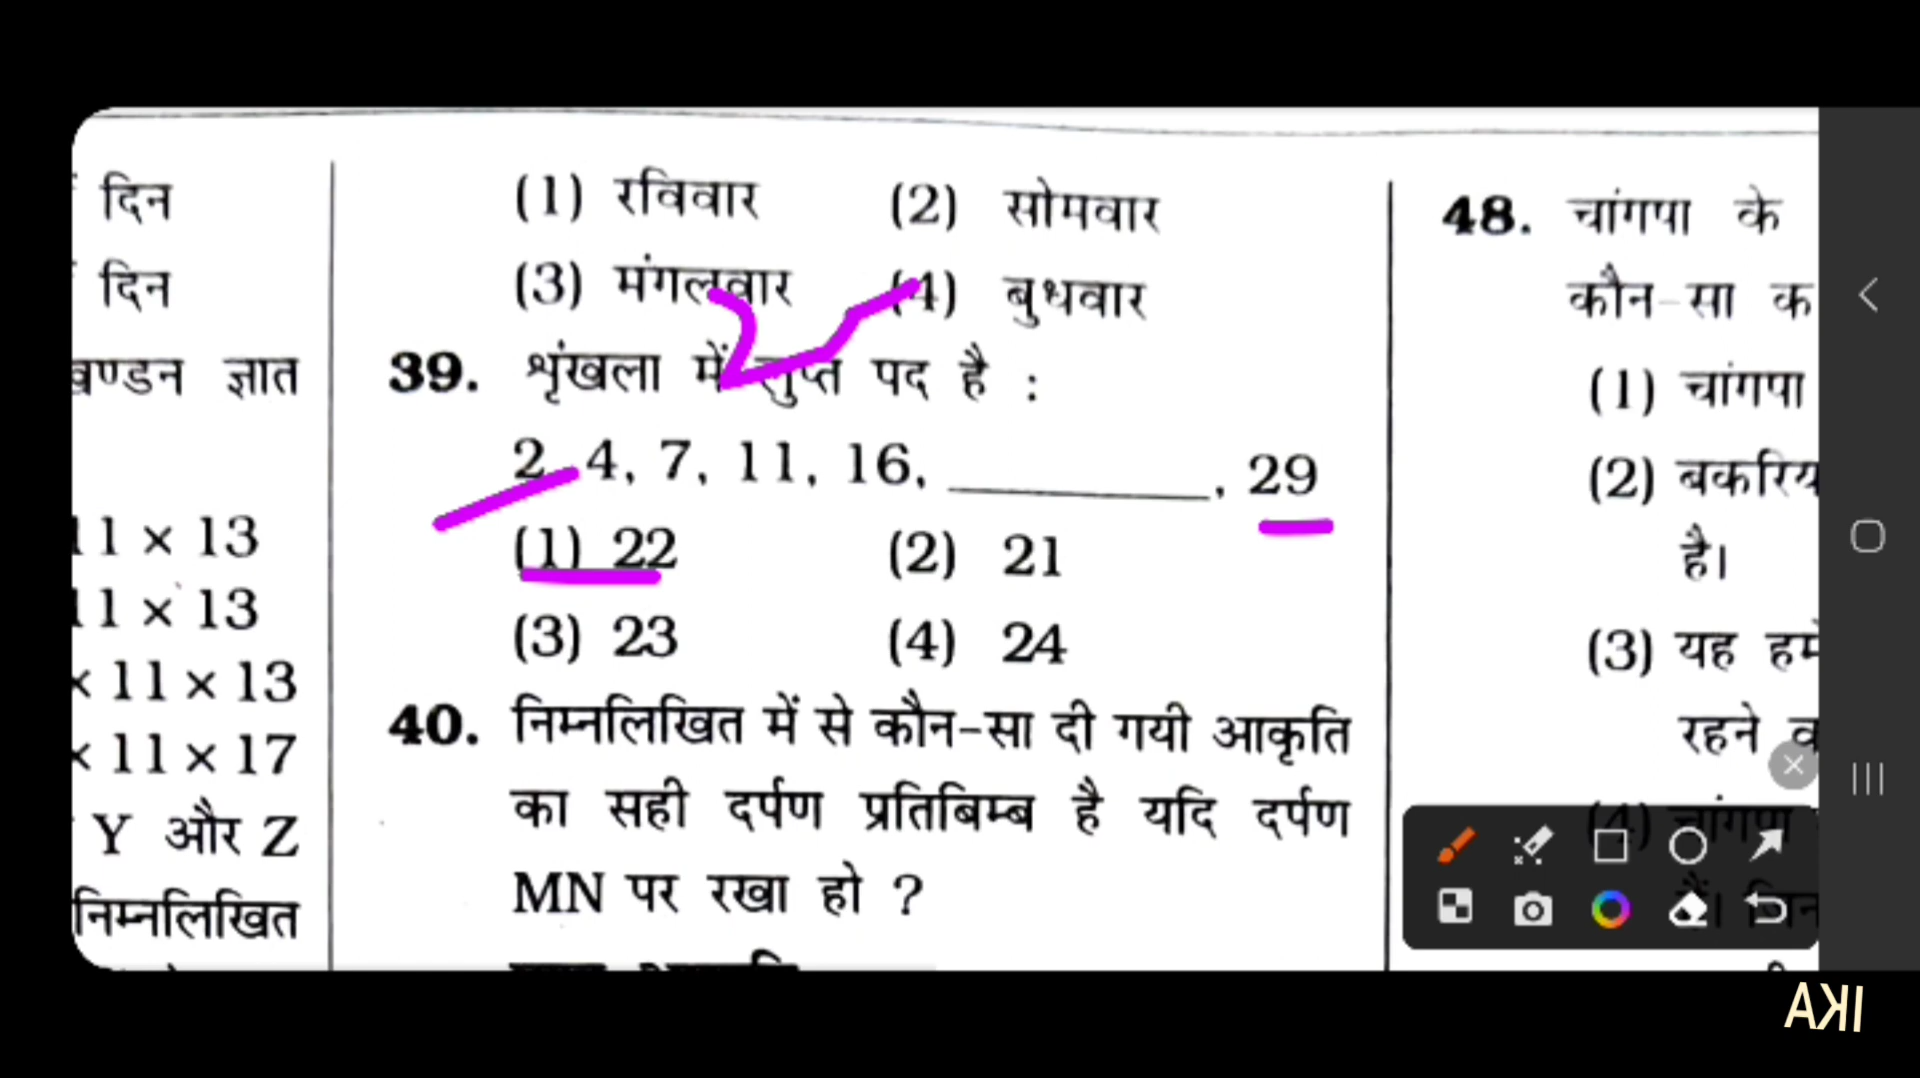 दिन
दिन
ज्ञात
11 × 13
11 × 13
× 11 × 13
× 11 × 17
Y और Z
निम्नलिखित
(1) रविवार (2) सोमवार
(3) मंगलवार (4) बुधवार
39. शृंखला में लुप्त पद है :
2, 4, 7, 11, 16, ________, 29
(1) 22 (2) 21
(3) 23 (4) 24
40. निम्नलिखित में से कौन-सा दी गयी आकृति
का सही दर्पण प्रतिबिम्ब है यदि दर्पण
MN पर रखा हो ?
48. चांगपा के
कौन-सा क
(1) चांगपा
(2)
है।
(3) यह
रहने
(4) चांगपा